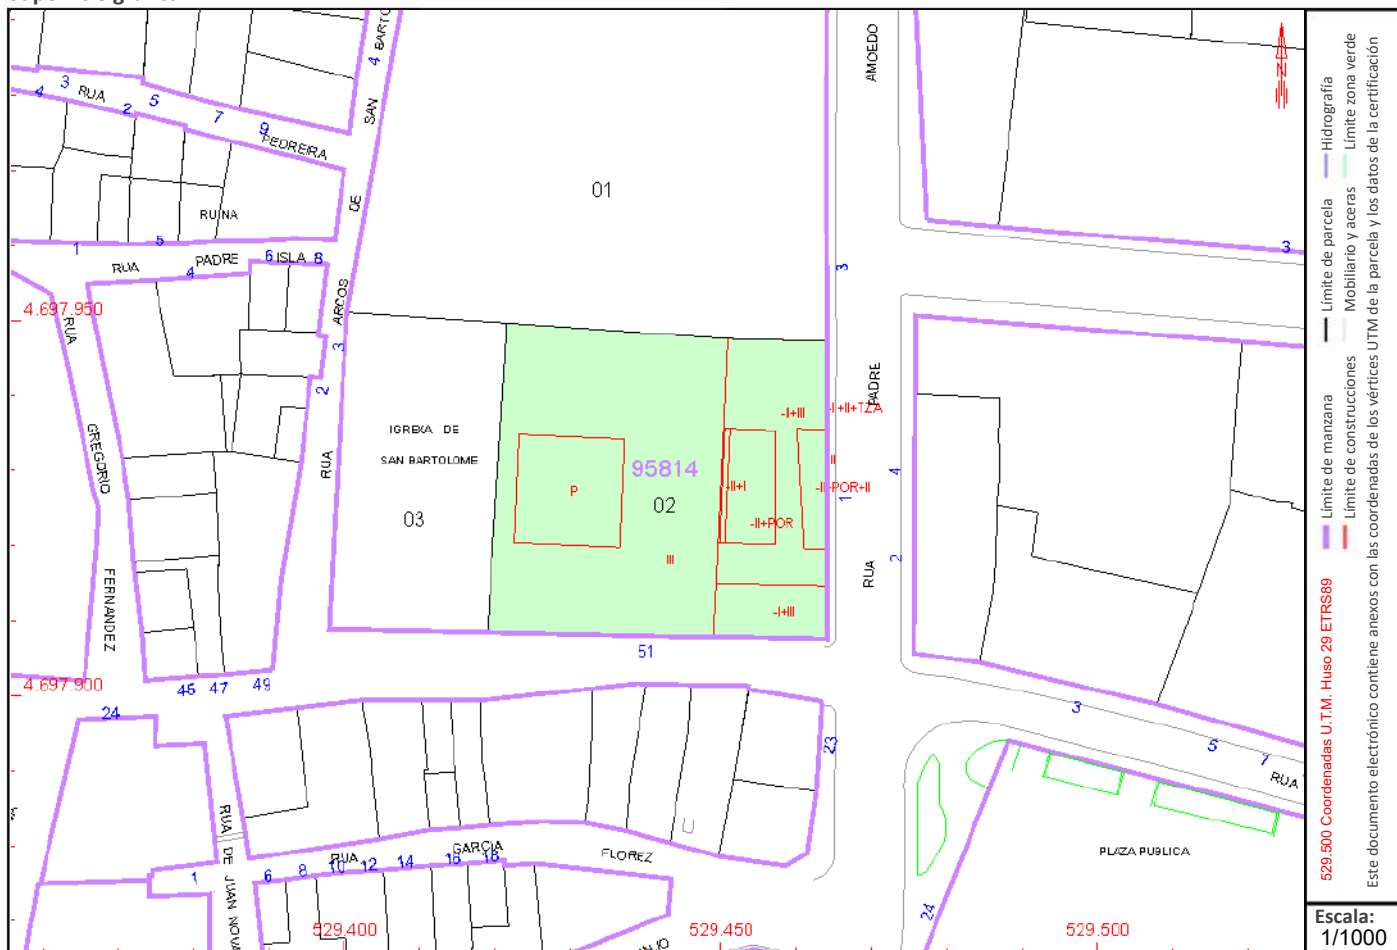 4 BARTO
SAN
DE
ARCOS
RUA
AMOEDO
PADRE
RUA
3
4
RUA
2
5
7
9
PEDREIRA
RUINA
1
5
RUA
4
PADRE
6 ISLA 8
01
3
3
4.697.950
RUA
GREGORIO
FERNANDEZ
3
2
IGREXA DE
SAN BARTOLOME
03
P
95814
02
III
-I+III
-I+II+TZA
II
-II+I
-II+POR
-I+III
1
4
2
51
4.697.900
45
47
49
24
23
RUA
DE
JUAN NOVA
1
RUA
GARCIA
FLOREZ
6
8
10
12
14
16
18
3
5
7
RUA
PLAZA PUBLICA
24
529.400
529.450
529.500
N
Límite de manzana
Límite de parcela
Hidrografía
Límite de construcciones
Mobiliario y aceras
Límite zona verde
529.500 Coordenadas U.T.M. Huso 29 ETRS89
Este documento electrónico contiene anexos con las coordenadas de los vértices UTM de la parcela y los datos de la certificación
Escala:
1/1000